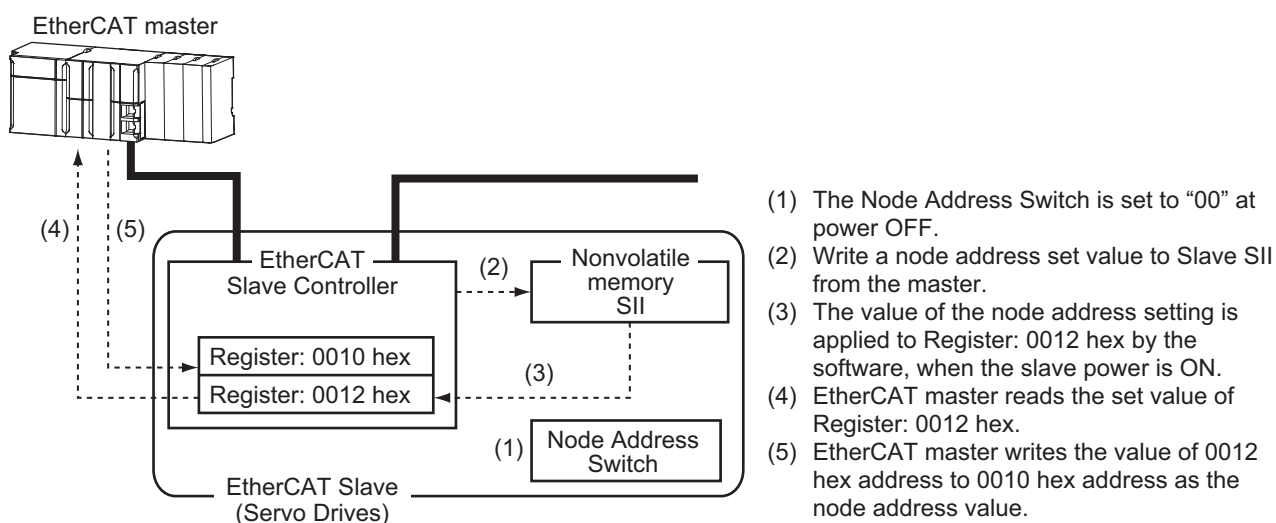 EtherCAT master
(4)
(5)
EtherCAT
Slave Controller
(2)
Nonvolatile
memory
SII
Register: 0010 hex
Register: 0012 hex
(3)
(1)
Node Address
Switch
EtherCAT Slave
(Servo Drives)
(1) The Node Address Switch is set to “00” at
power OFF.
(2) Write a node address set value to Slave SII
from the master.
(3) The value of the node address setting is
applied to Register: 0012 hex by the
software, when the slave power is ON.
(4) EtherCAT master reads the set value of
Register: 0012 hex.
(5) EtherCAT master writes the value of 0012
hex address to 0010 hex address as the
node address value.